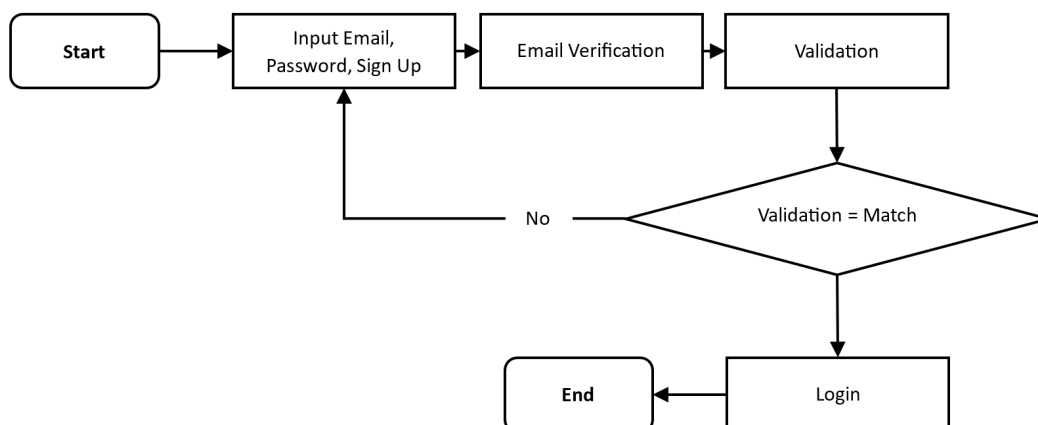 Start
Input Email,
Password, Sign Up
Email Verification
Validation
No
Validation = Match
End
Login